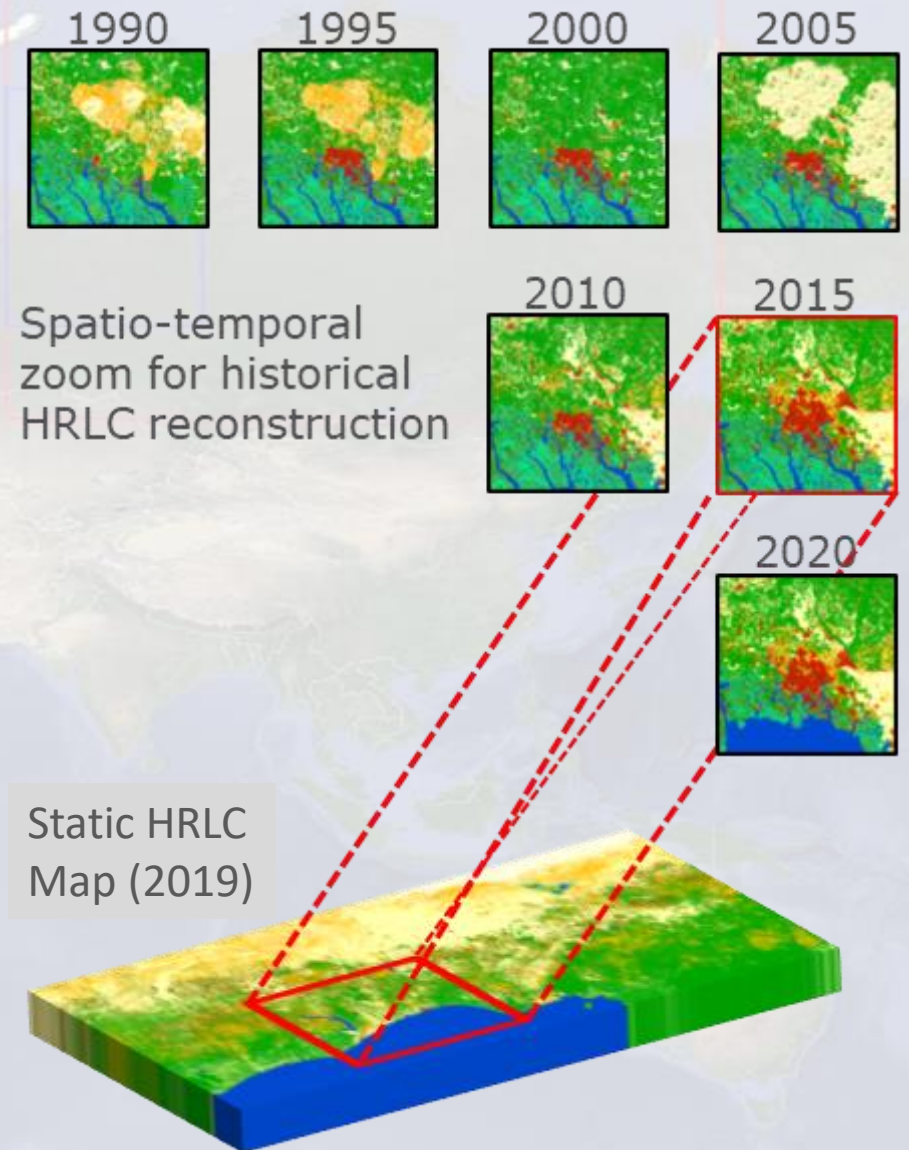 1990
1995
2000
2005
2010
2015
Spatio-temporal
zoom for historical
HRLC reconstruction
2020
Static HRLC
Map (2019)